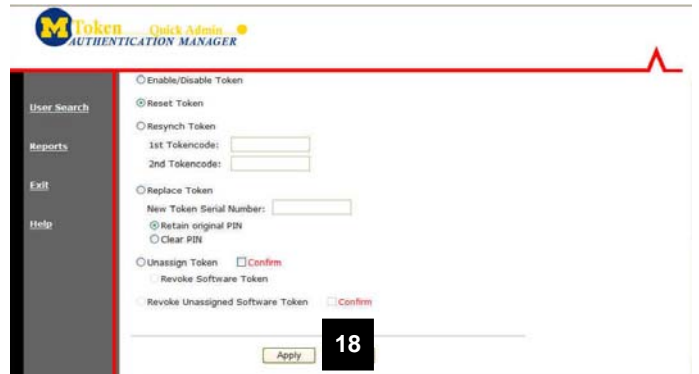 M Token Quick Admin
AUTHENTICATION MANAGER
User Search
Reports
Exit
Help
Enable/Disable Token
Reset Token
Resynch Token
1st Tokencode:
2nd Tokencode:
Replace Token
New Token Serial Number:
Retain original PIN
Clear PIN
Unassign Token Confirm
Revoke Software Token
Revoke Unassigned Software Token Confirm
Apply 18